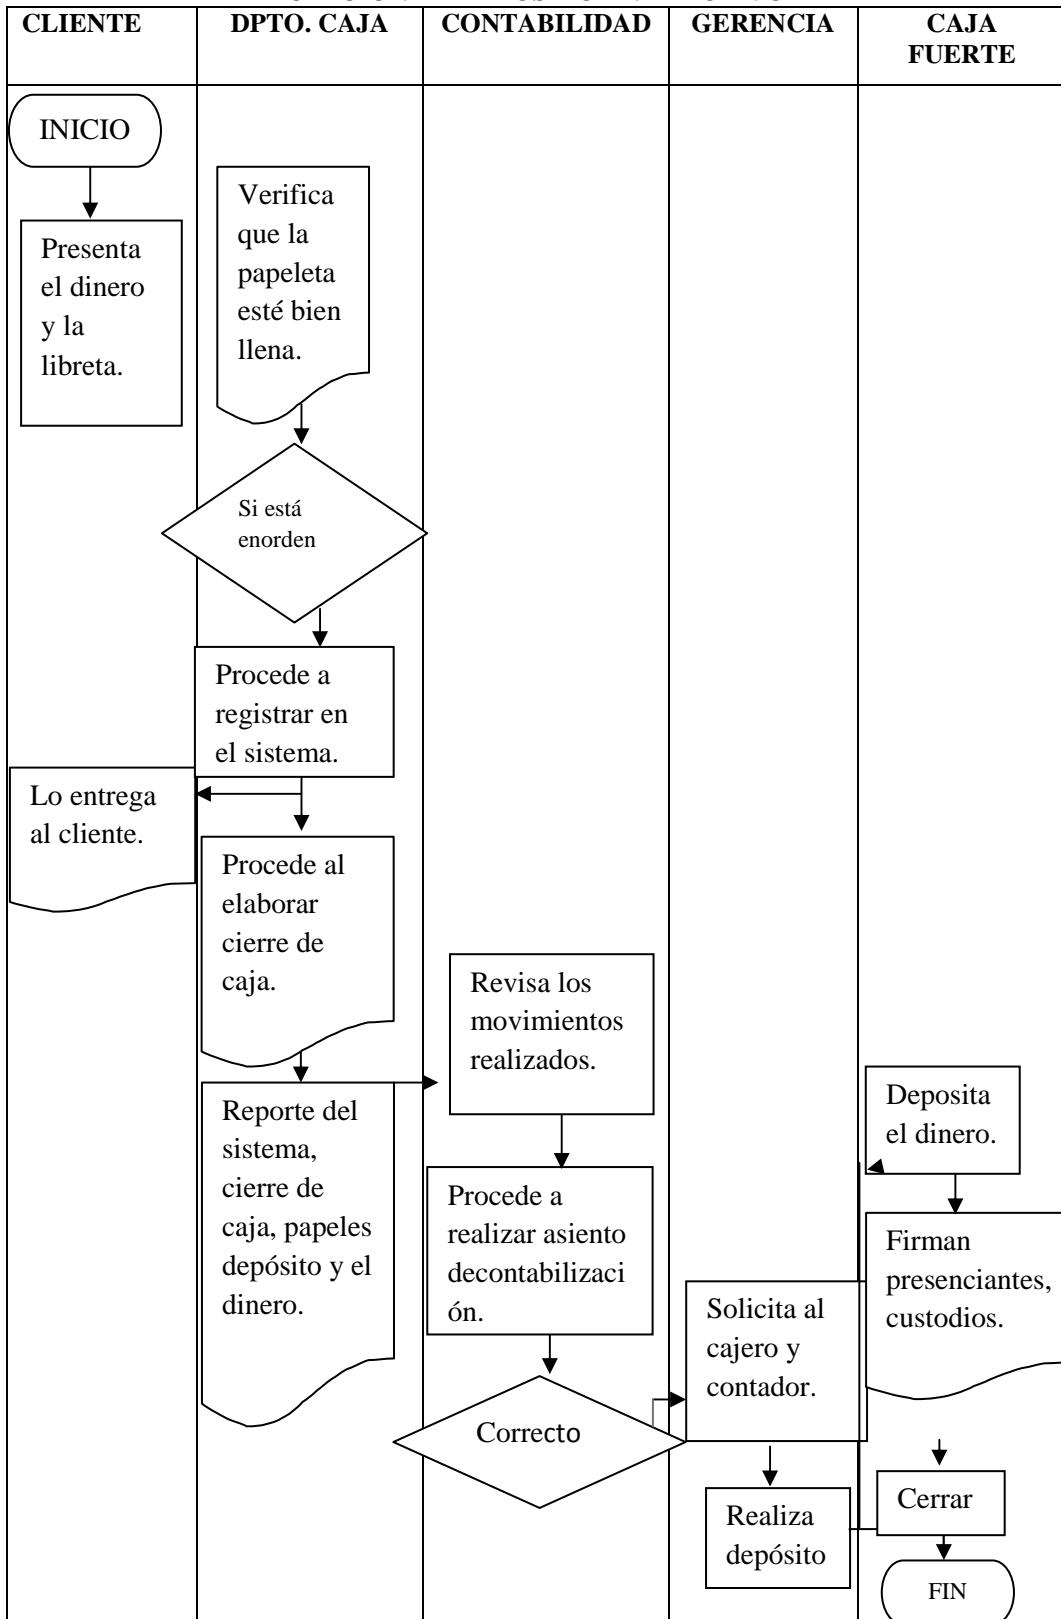 CLIENTE
DPTO. CAJA
CONTABILIDAD
GERENCIA
CAJA
FUERTE
INICIO
Presenta
el dinero
y la
libreta.
Verifica
que la
papeleta
esté bien
llena.
Si está
enorden
Procede a
registrar en
el sistema.
Lo entrega
al cliente.
Procede al
elaborar
cierre de
caja.
Reporte del
sistema,
cierre de
caja, papeles
depósito y el
dinero.
Revisa los
movimientos
realizados.
Procede a
realizar asiento
decontabilizaci
ón.
Correcto
Solicita al
cajero y
contador.
Realiza
depósito
Deposita
el dinero.
Firman
presenciantes,
custodios.
Cerrar
FIN